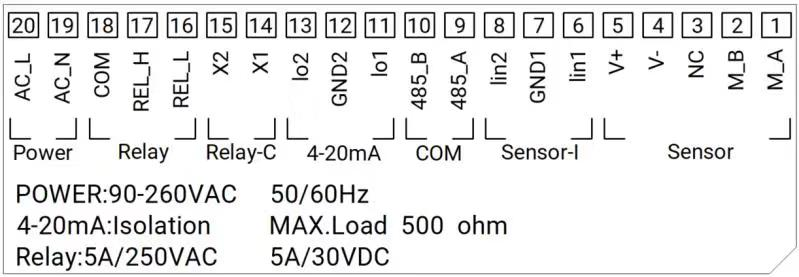 20 19 18 17 16 15 14 13 12 11 10 9 8 7 6 5 4 3 2 1
AC_L AC_N COM REL_H REL_L X2 X1 Io2 GND2 Io1 485_B 485_A Iin2 GND1 Iin1 V+ V- NC M_B M_A
Power Relay Relay-C 4-20mA COM Sensor-I Sensor
POWER:90-260VAC 50/60Hz
4-20mA:Isolation MAX.Load 500 ohm
Relay:5A/250VAC 5A/30VDC